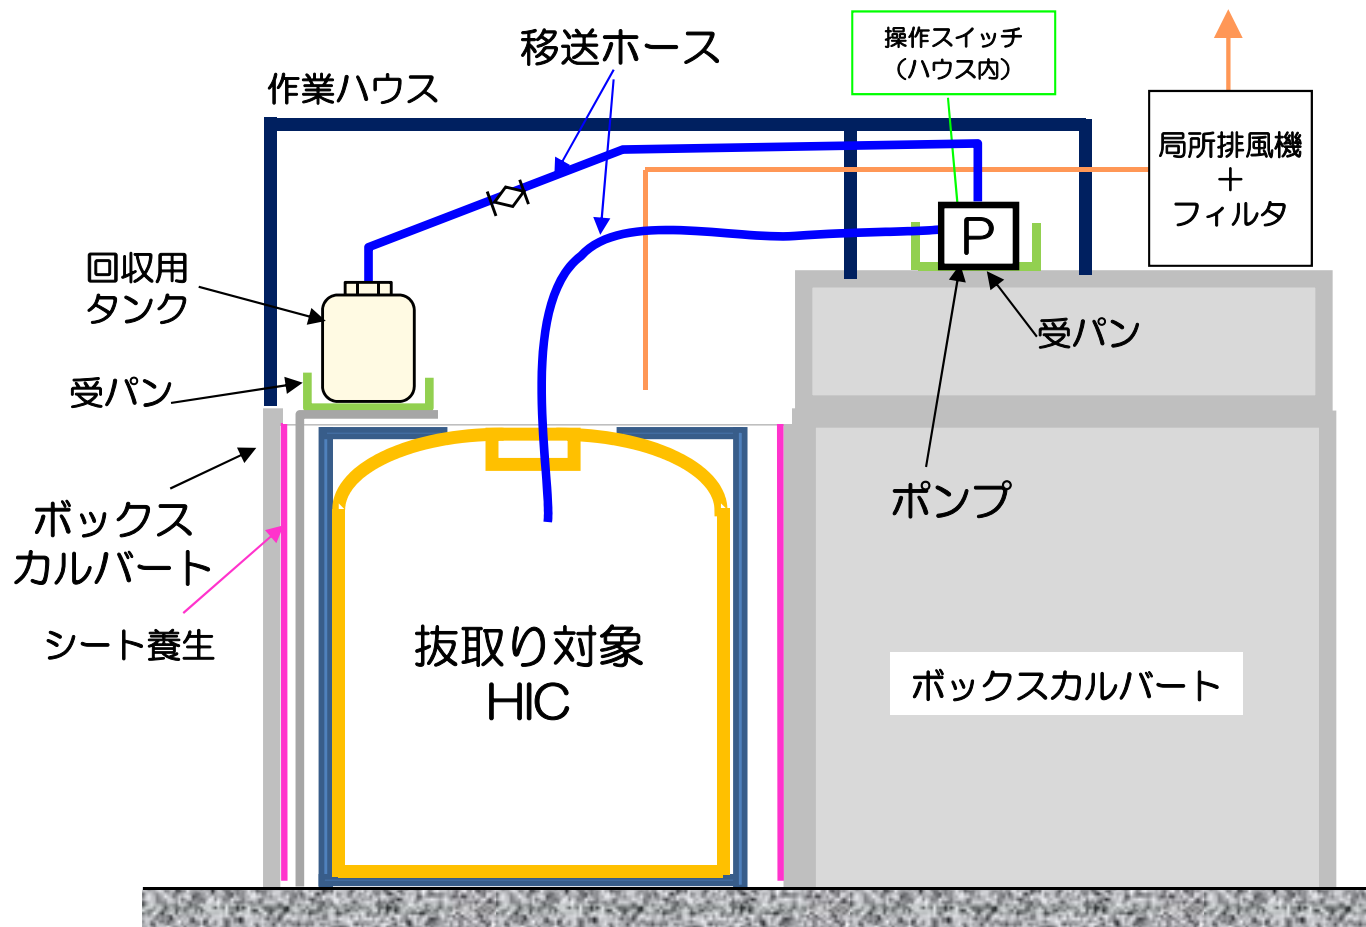 移送ホース
操作スイッチ
(ハウス内)
作業ハウス
局所排風機
＋
フィルタ
P
回収用
タンク
受パン
受パン
ボックス
カルバート
ポンプ
シート養生
抜取り対象
HIC
ボックスカルバート